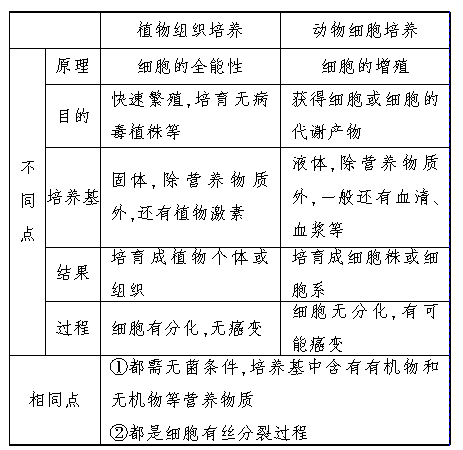 植物组织培养 动物细胞培养
不同点
原理 细胞的全能性 细胞的增殖
目的 快速繁殖,培育无病毒植株等 获得细胞或细胞的代谢产物
培养基 固体,除营养物质外,还有植物激素 液体,除营养物质外,一般还有血清、血浆等
结果 培育成植物个体或组织 培育成细胞株或细胞系
过程 细胞有分化,无癌变 细胞无分化,有可能癌变
相同点 ①都需无菌条件,培养基中含有有机物和无机物等营养物质
②都是细胞有丝分裂过程